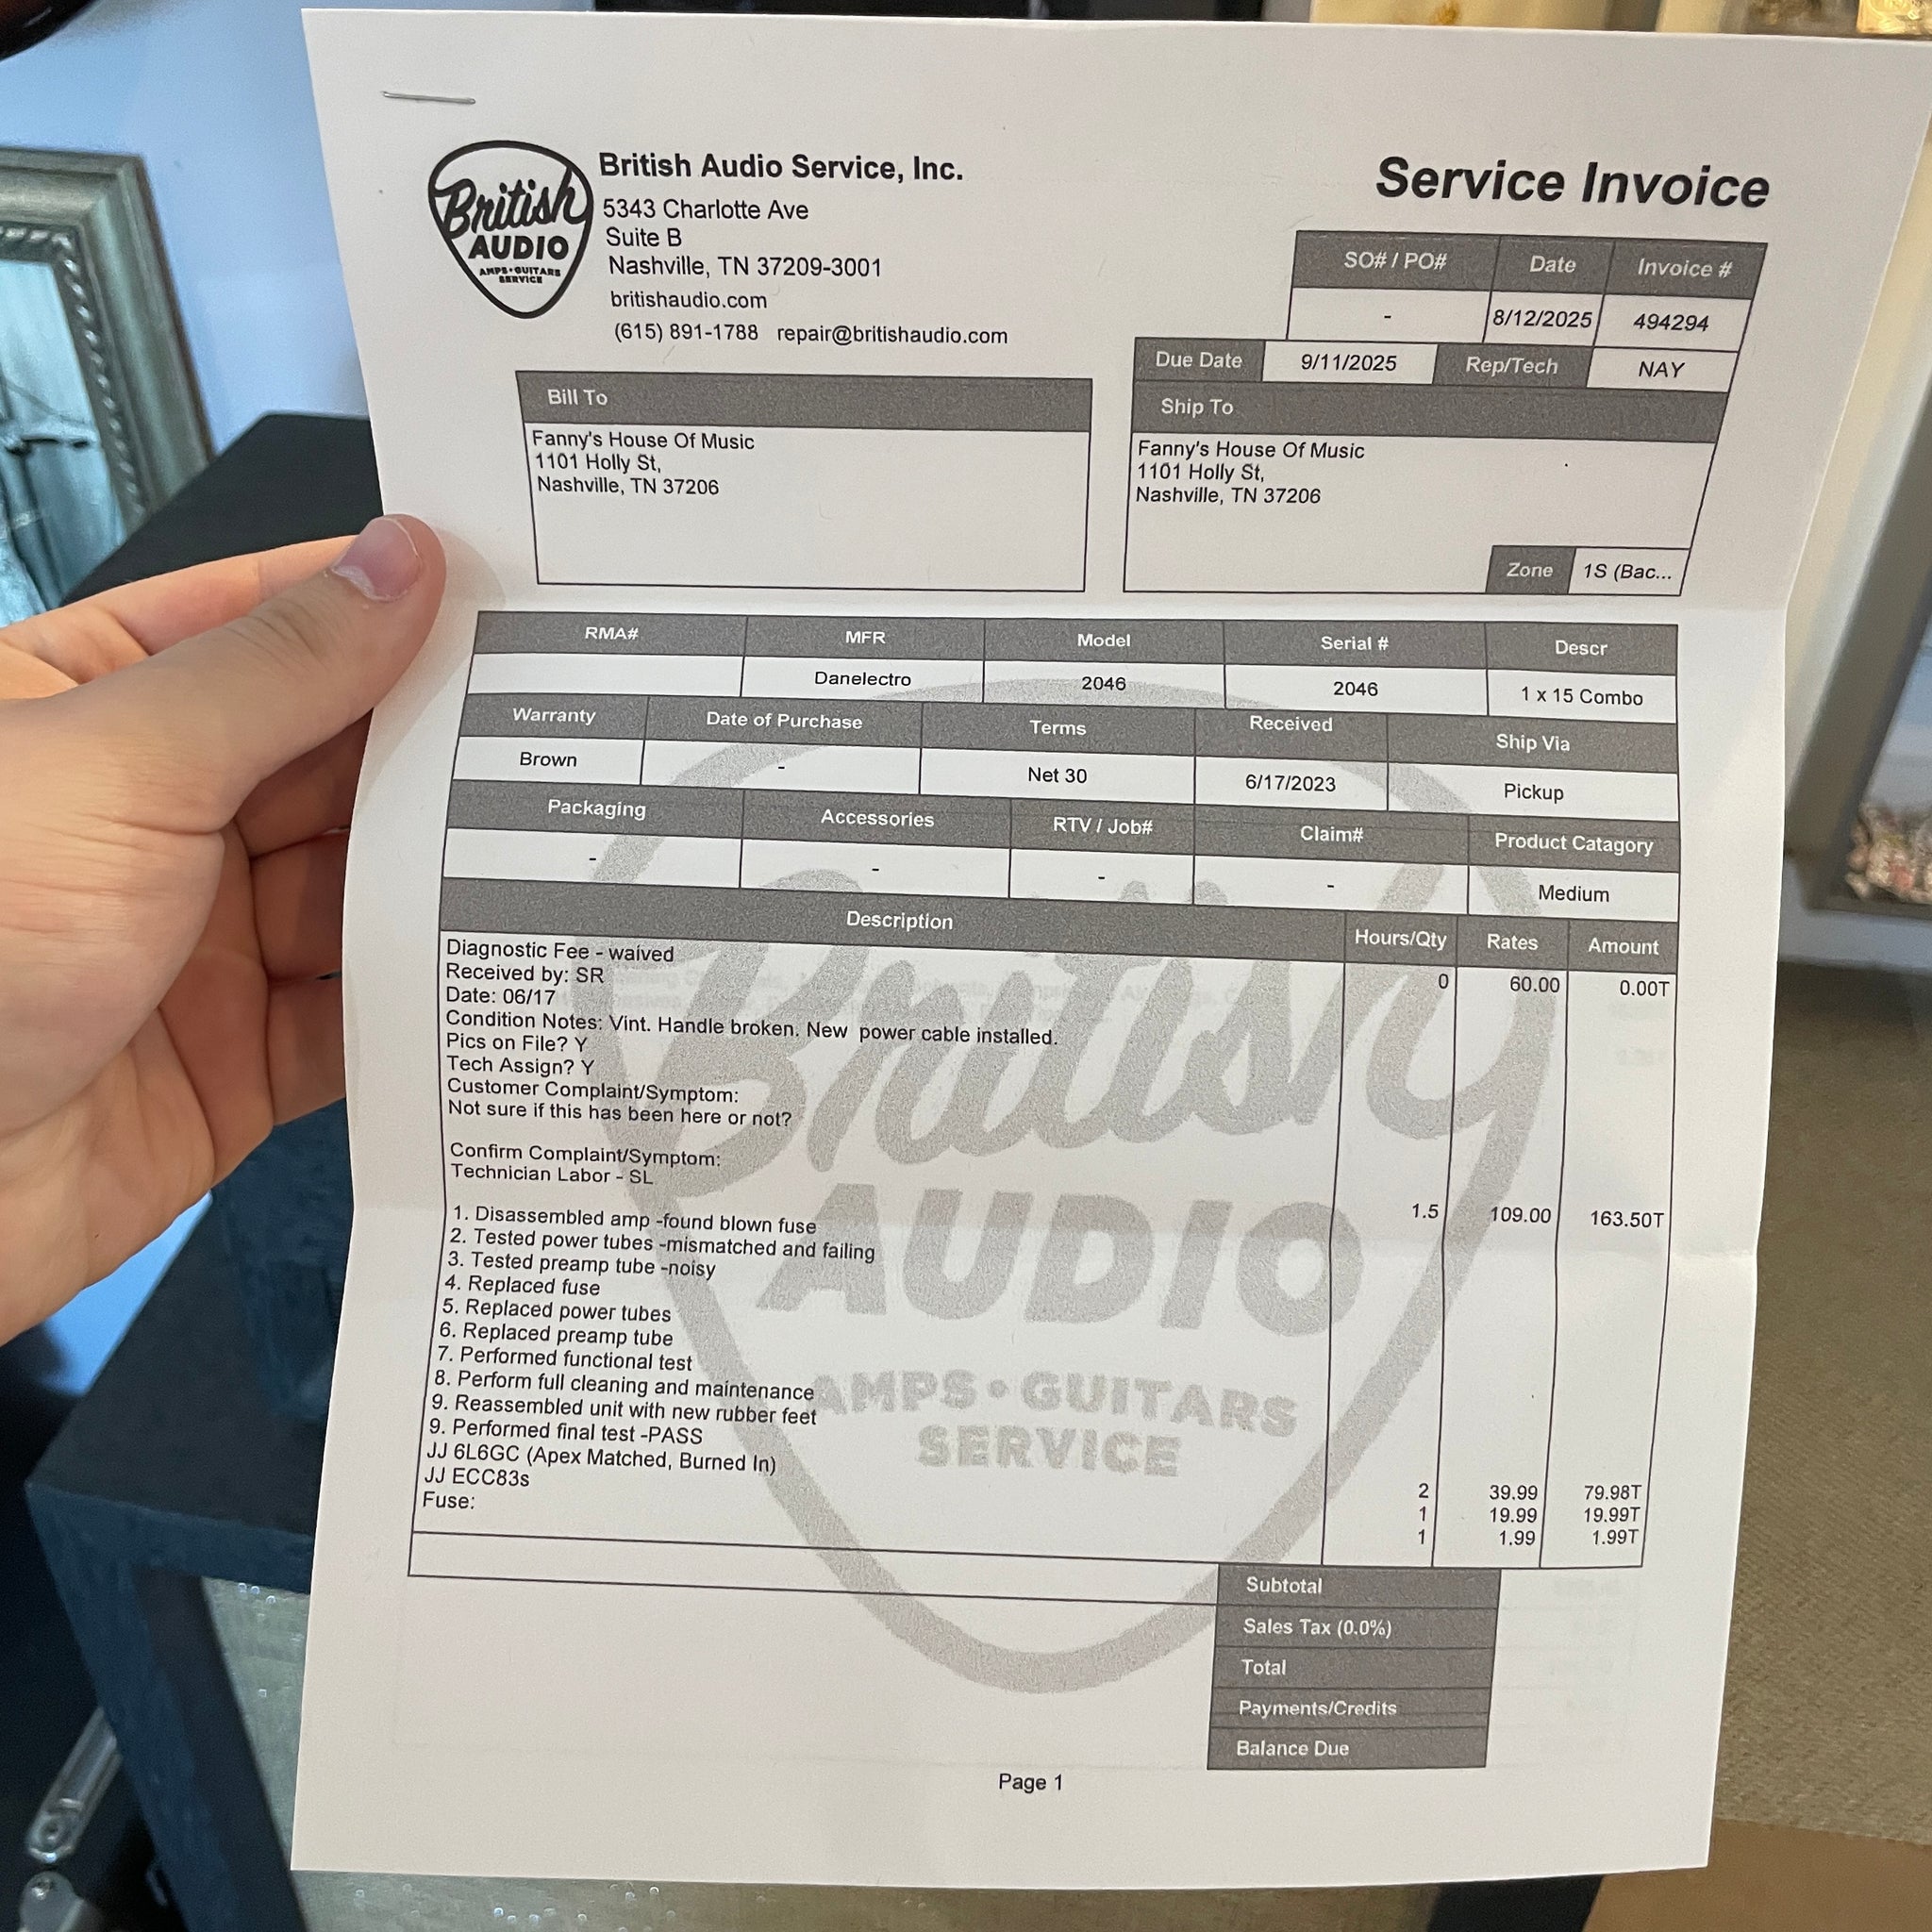 British
AUDIO
AMPS • GUITARS
SERVICE
British Audio Service, Inc.
5343 Charlotte Ave
Suite B
Nashville, TN 37209-3001
britishaudio.com
(615) 891-1788 repair@britishaudio.com
Service Invoice
SO# / PO# Date Invoice #
- 8/12/2025 494294
Due Date 9/11/2025 Rep/Tech NAY
Bill To
Fanny's House Of Music
1101 Holly St,
Nashville, TN 37206
Ship To
Fanny's House Of Music
1101 Holly St,
Nashville, TN 37206
Zone 1S (Bac...
RMA# MFR Model Serial # Descr
Danelectro 2046 2046 1 x 15 Combo
Warranty Date of Purchase Terms Received Ship Via
Brown - Net 30 6/17/2023 Pickup
Packaging Accessories RTV / Job# Claim# Product Catagory
- - - - Medium
Description Hours/Qty Rates Amount
Diagnostic Fee - waived 0 60.00 0.00T
Received by: SR
Date: 06/17
Condition Notes: Vint. Handle broken. New power cable installed.
Pics on File? Y
Tech Assign? Y
Customer Complaint/Symptom:
Not sure if this has been here or not?
Confirm Complaint/Symptom:
Technician Labor - SL 1.5 109.00 163.50T
1. Disassembled amp -found blown fuse
2. Tested power tubes -mismatched and failing
3. Tested preamp tube -noisy
4. Replaced fuse
5. Replaced power tubes
6. Replaced preamp tube
7. Performed functional test
8. Perform full cleaning and maintenance
9. Reassembled unit with new rubber feet
9. Performed final test -PASS
JJ 6L6GC (Apex Matched, Burned In) 2 39.99 79.98T
JJ ECC83s 1 19.99 19.99T
Fuse: 1 1.99 1.99T
British
AUDIO
AMPS • GUITARS
SERVICE
Subtotal
Sales Tax (0.0%)
Total
Payments/Credits
Balance Due
Page 1